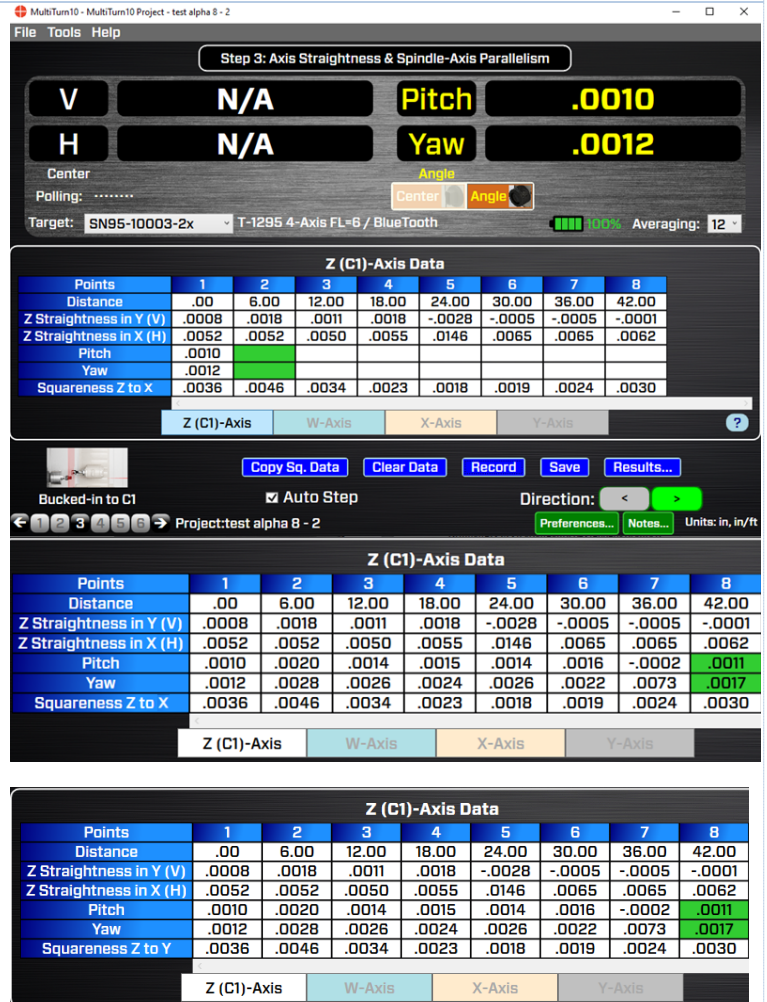 MultiTurn10 - MultiTurn10 Project - test alpha 8 - 2
File Tools Help
Step 3: Axis Straightness & Spindle-Axis Parallelism
V N/A Pitch .0010
H N/A Yaw .0012
Center Angle
Polling: ········ Center Angle
Target: SN95-10003-2x T-1295 4-Axis FL=6 / BlueTooth 100% Averaging: 12
Z (C1)-Axis Data
Points 1 2 3 4 5 6 7 8
Distance .00 6.00 12.00 18.00 24.00 30.00 36.00 42.00
Z Straightness in Y (V) .0008 .0018 .0011 .0018 -.0028 -.0005 -.0005 -.0001
Z Straightness in X (H) .0052 .0052 .0050 .0055 .0146 .0065 .0065 .0062
Pitch .0010
Yaw .0012
Squareness Z to X .0036 .0046 .0034 .0023 .0018 .0019 .0024 .0030
Z (C1)-Axis W-Axis X-Axis Y-Axis ?
Copy Sq. Data Clear Data Record Save Results...
Bucked-in to C1 Auto Step Direction: < >
1 2 3 4 5 6 Project:test alpha 8 - 2 Preferences... Notes... Units: in, in/ft
Z (C1)-Axis Data
Points 1 2 3 4 5 6 7 8
Distance .00 6.00 12.00 18.00 24.00 30.00 36.00 42.00
Z Straightness in Y (V) .0008 .0018 .0011 .0018 -.0028 -.0005 -.0005 -.0001
Z Straightness in X (H) .0052 .0052 .0050 .0055 .0146 .0065 .0065 .0062
Pitch .0010 .0020 .0014 .0015 .0014 .0016 -.0002 .0011
Yaw .0012 .0028 .0026 .0024 .0026 .0022 .0073 .0017
Squareness Z to X .0036 .0046 .0034 .0023 .0018 .0019 .0024 .0030
Z (C1)-Axis W-Axis X-Axis Y-Axis
Z (C1)-Axis Data
Points 1 2 3 4 5 6 7 8
Distance .00 6.00 12.00 18.00 24.00 30.00 36.00 42.00
Z Straightness in Y (V) .0008 .0018 .0011 .0018 -.0028 -.0005 -.0005 -.0001
Z Straightness in X (H) .0052 .0052 .0050 .0055 .0146 .0065 .0065 .0062
Pitch .0010 .0020 .0014 .0015 .0014 .0016 -.0002 .0011
Yaw .0012 .0028 .0026 .0024 .0026 .0022 .0073 .0017
Squareness Z to Y .0036 .0046 .0034 .0023 .0018 .0019 .0024 .0030
Z (C1)-Axis W-Axis X-Axis Y-Axis